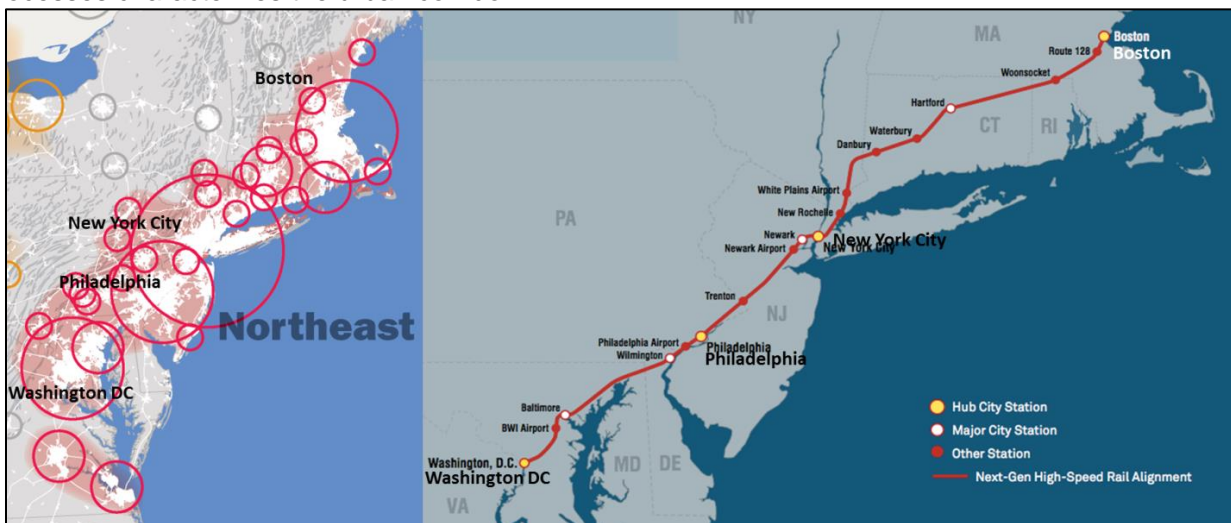 Boston
New York City
Philadelphia
Northeast
Washington DC
NY
MA
Boston
Boston
Route 128
Woonsocket
Hartford
CT
RI
Waterbury
Danbury
PA
White Plains Airport
New Rochelle
Newark
New York City
New York City
Newark Airport
Trenton
NJ
Philadelphia Airport
Philadelphia
Wilmington
Philadelphia
Baltimore
BWI Airport
Washington, D.C.
Washington DC
MD
DE
VA
Hub City Station
Major City Station
Other Station
Next-Gen High-Speed Rail Alignment